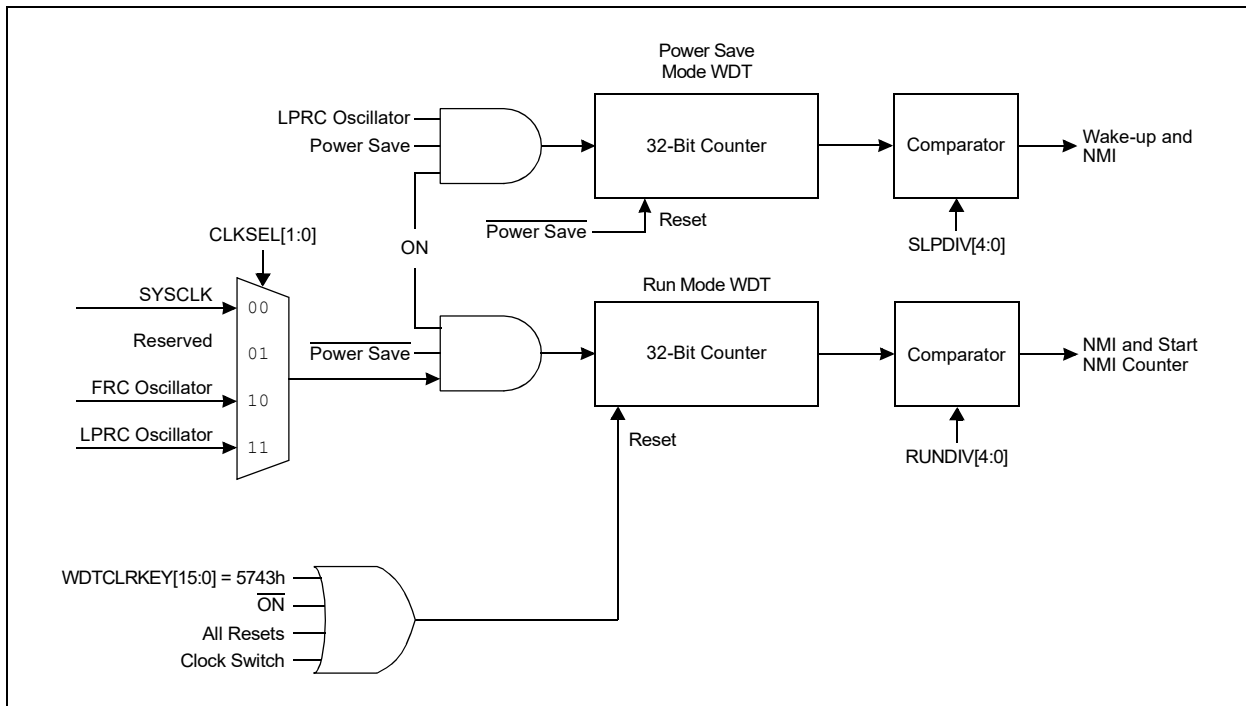 Power Save
Mode WDT
LPRC Oscillator
Power Save
32-Bit Counter
Comparator
Wake-up and
NMI
Power Save
Reset
SLPDIV[4:0]
CLKSEL[1:0]
ON
Run Mode WDT
SYSCLK
00
Reserved
01
FRC Oscillator
10
LPRC Oscillator
11
Power Save
32-Bit Counter
Comparator
NMI and Start
NMI Counter
Reset
RUNDIV[4:0]
WDTCLRKEY[15:0] = 5743h
ON
All Resets
Clock Switch